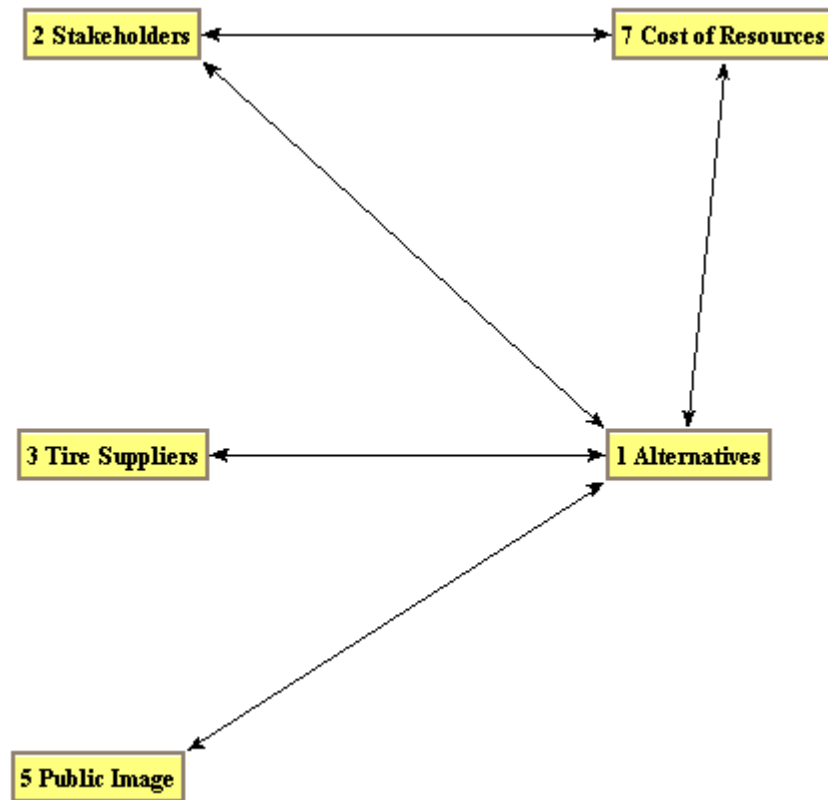 2 Stakeholders
7 Cost of Resources
3 Tire Suppliers
1 Alternatives
5 Public Image